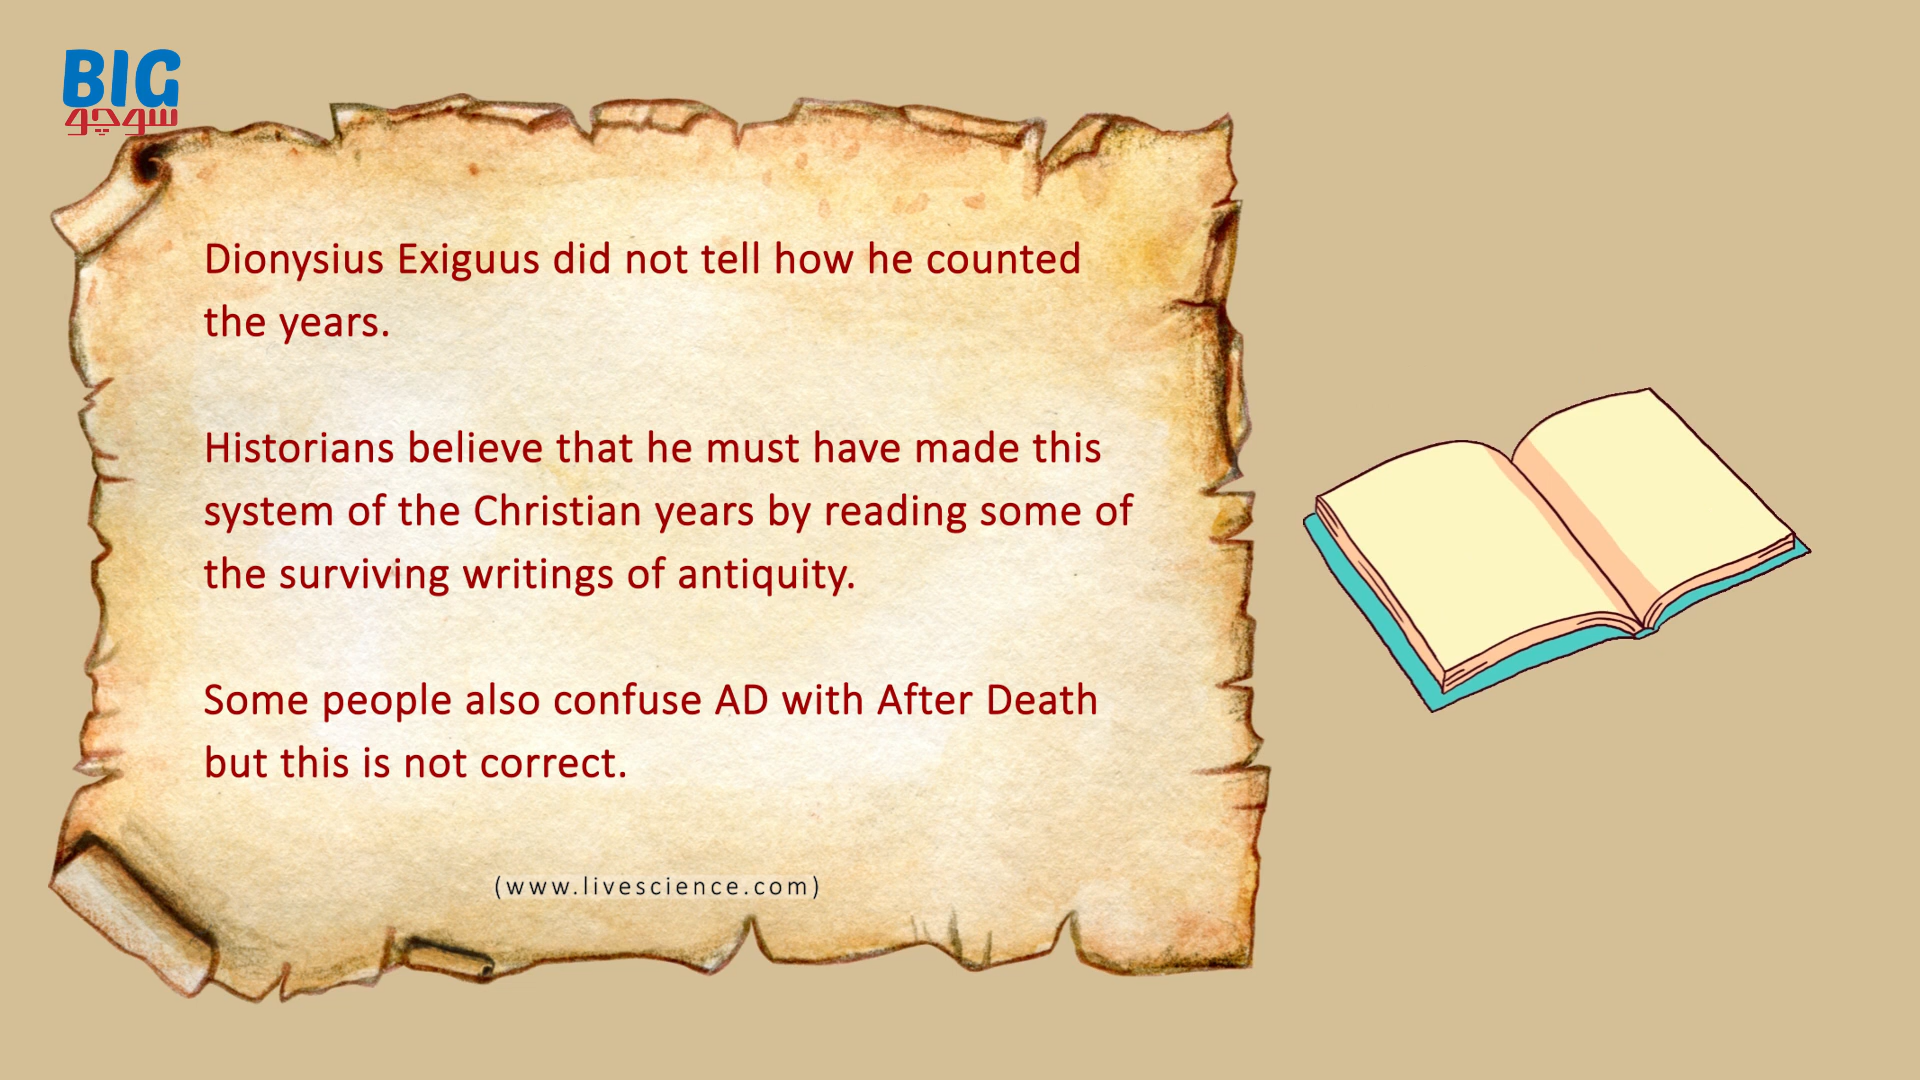 BIG
سوچو
Dionysius Exiguus did not tell how he counted
the years.
Historians believe that he must have made this
system of the Christian years by reading some of
the surviving writings of antiquity.
Some people also confuse AD with After Death
but this is not correct.
(www.livescience.com)